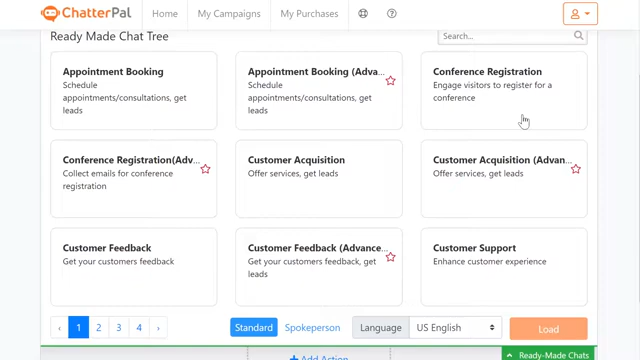 ChatterPal
Home
My Campaigns
My Purchases
Ready Made Chat Tree
Search...
Appointment Booking
Schedule
appointments/consultations, get
leads
Appointment Booking (Adva...
Schedule
appointments/consultations, get
leads
Conference Registration
Engage visitors to register for a
conference
Conference Registration(Adv...
Collect emails for conference
registration
Customer Acquisition
Offer services, get leads
Customer Acquisition (Advan...
Offer services, get leads
Customer Feedback
Get your customers feedback
Customer Feedback (Advance...
Get your customers feedback, get
leads
Customer Support
Enhance customer experience
‹ 1 2 3 4 ›
Standard
Spokeperson
Language
US English
Load
Add Action
Ready-Made Chats